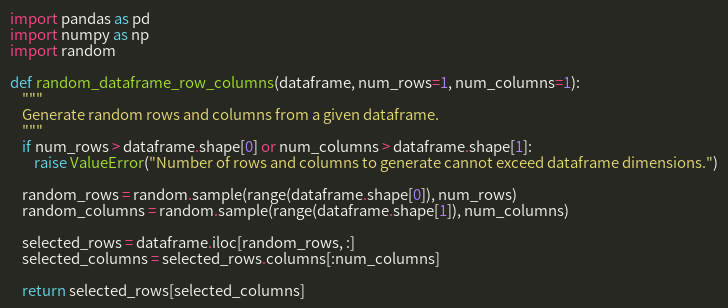 import pandas as pd
import numpy as np
import random

def random_dataframe_row_columns(dataframe, num_rows=1, num_columns=1):
    """
    Generate random rows and columns from a given dataframe.
    """
    if num_rows > dataframe.shape[0] or num_columns > dataframe.shape[1]:
        raise ValueError("Number of rows and columns to generate cannot exceed dataframe dimensions.")

    random_rows = random.sample(range(dataframe.shape[0]), num_rows)
    random_columns = random.sample(range(dataframe.shape[1]), num_columns)

    selected_rows = dataframe.iloc[random_rows, :]
    selected_columns = selected_rows.columns[:num_columns]

    return selected_rows[selected_columns]